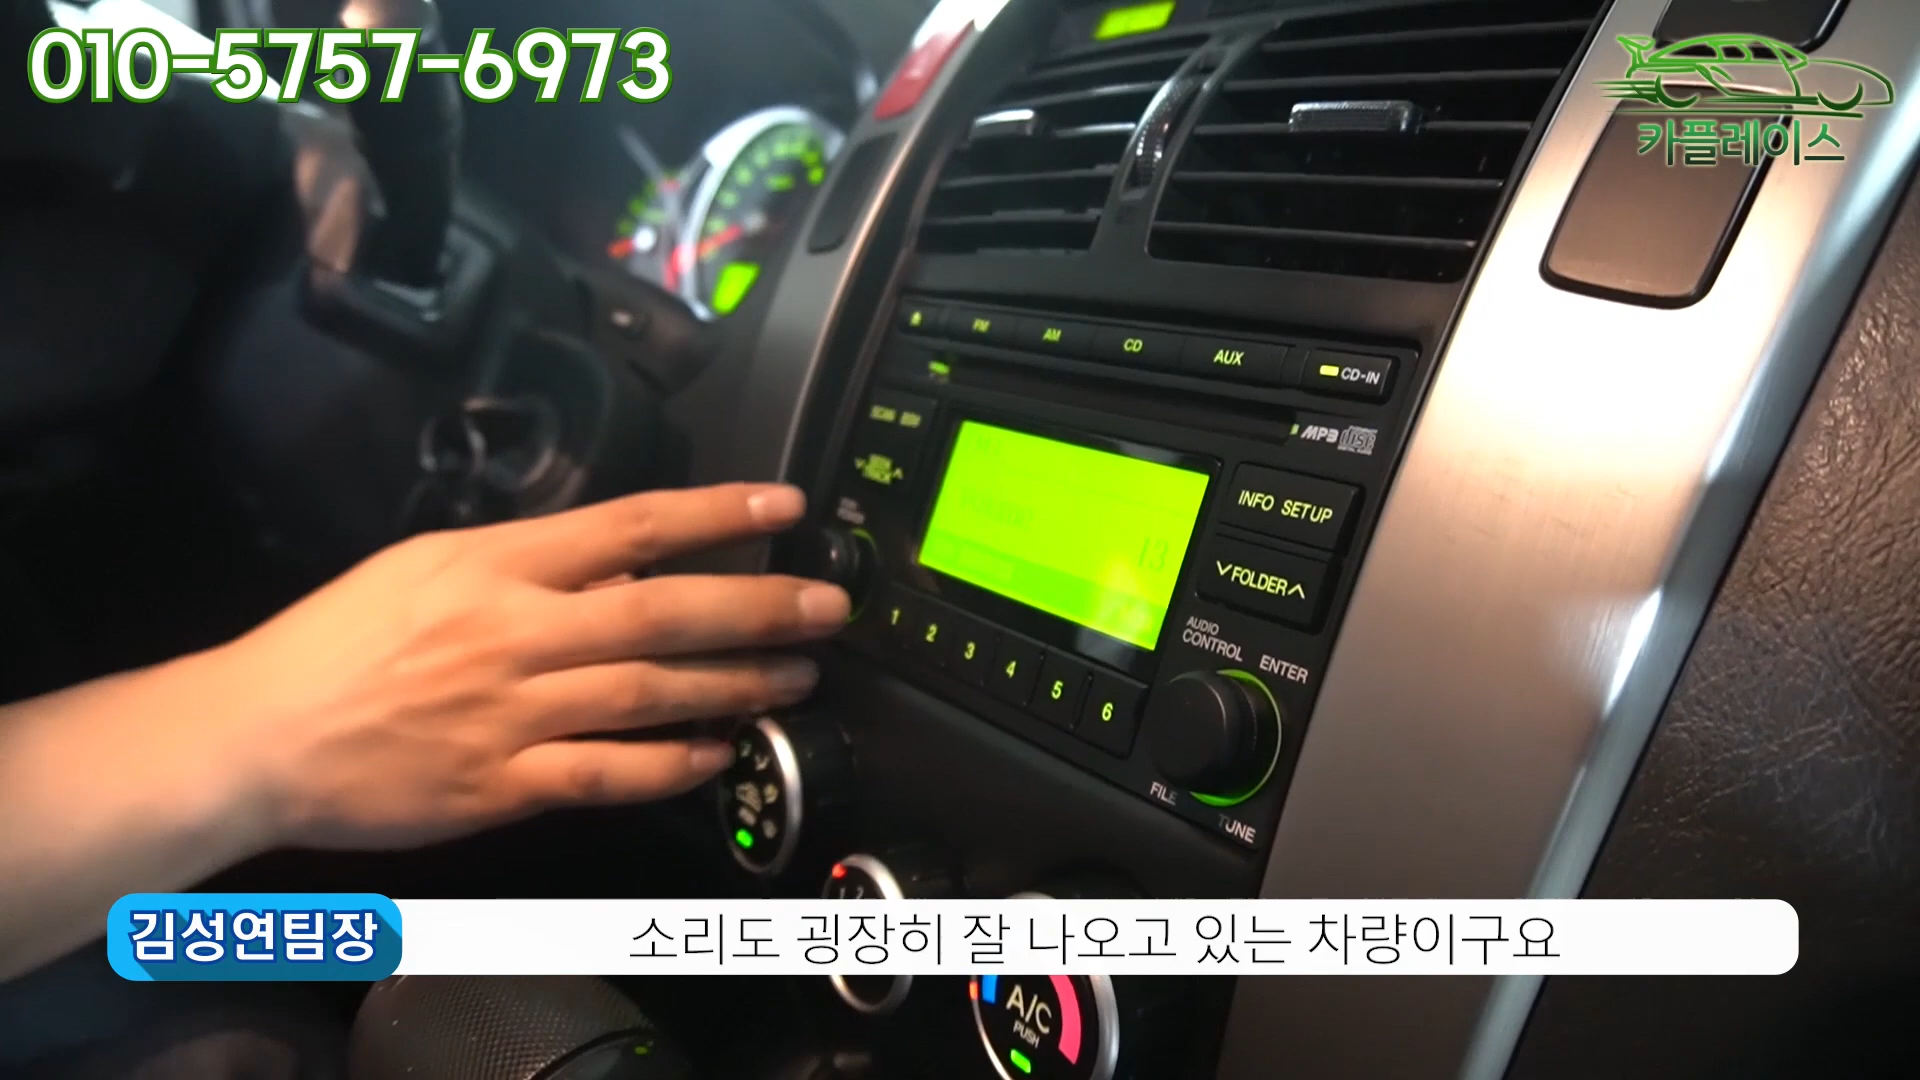 010-5757-6973
카플레이스
FM AM CD AUX CD-IN
SCAN
MP3
INFO SETUP
∨FOLDER∧
1 2 3 4 5 6
AUDIO
CONTROL ENTER
FILE
TUNE
13
김성연팀장 소리도 굉장히 잘 나오고 있는 차량이구요
A/C
PUSH